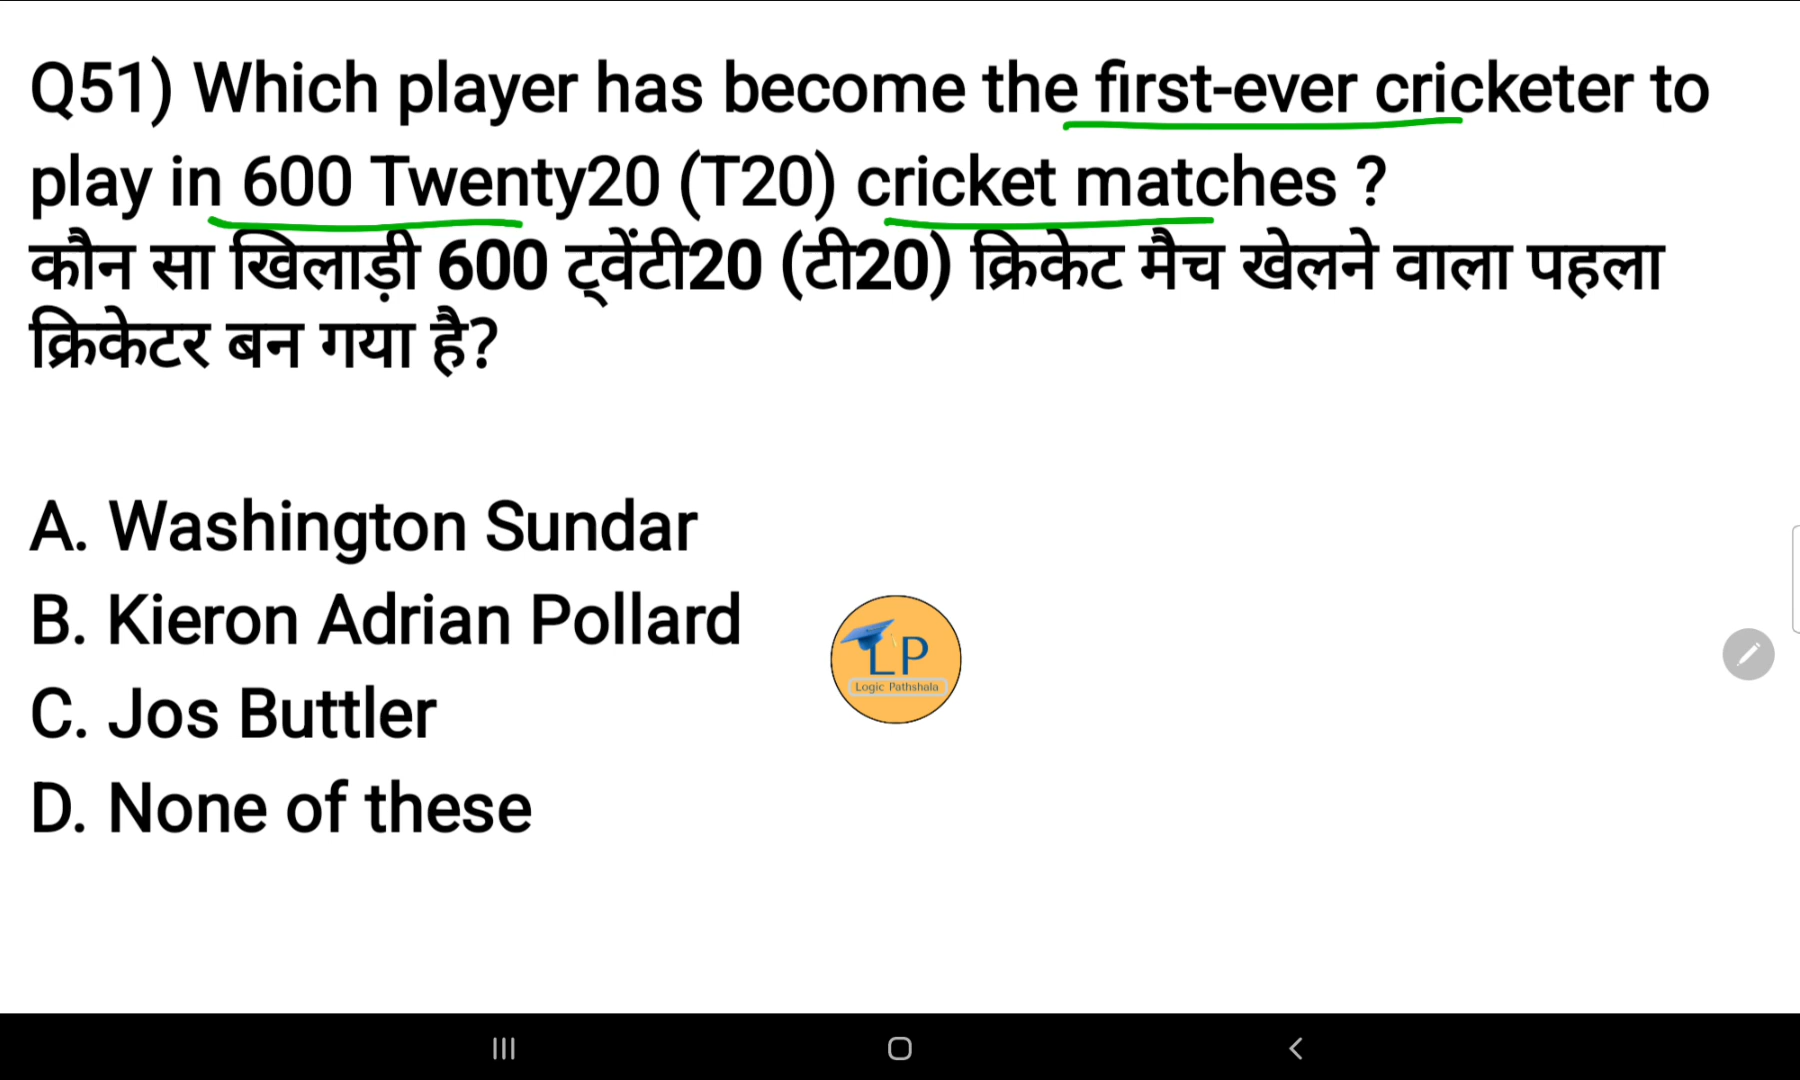 Q51) Which player has become the first-ever cricketer to
play in 600 Twenty20 (T20) cricket matches ?
कौन सा खिलाड़ी 600 ट्वेंटी20 (टी20) क्रिकेट मैच खेलने वाला पहला
क्रिकेटर बन गया है?
A. Washington Sundar
B. Kieron Adrian Pollard
C. Jos Buttler
D. None of these
LP
Logic Pathshala